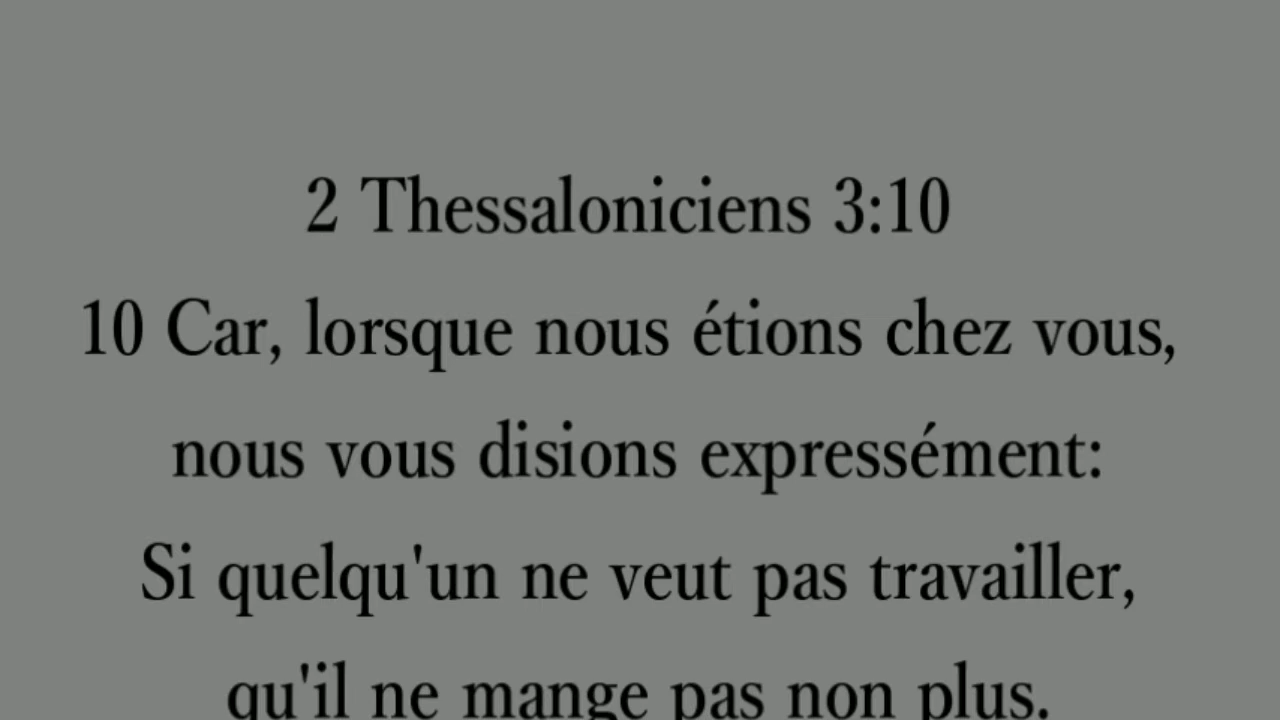 2 Thessaloniciens 3:10
10 Car, lorsque nous étions chez vous,
nous vous disions expressément:
Si quelqu'un ne veut pas travailler,
qu'il ne mange pas non plus.